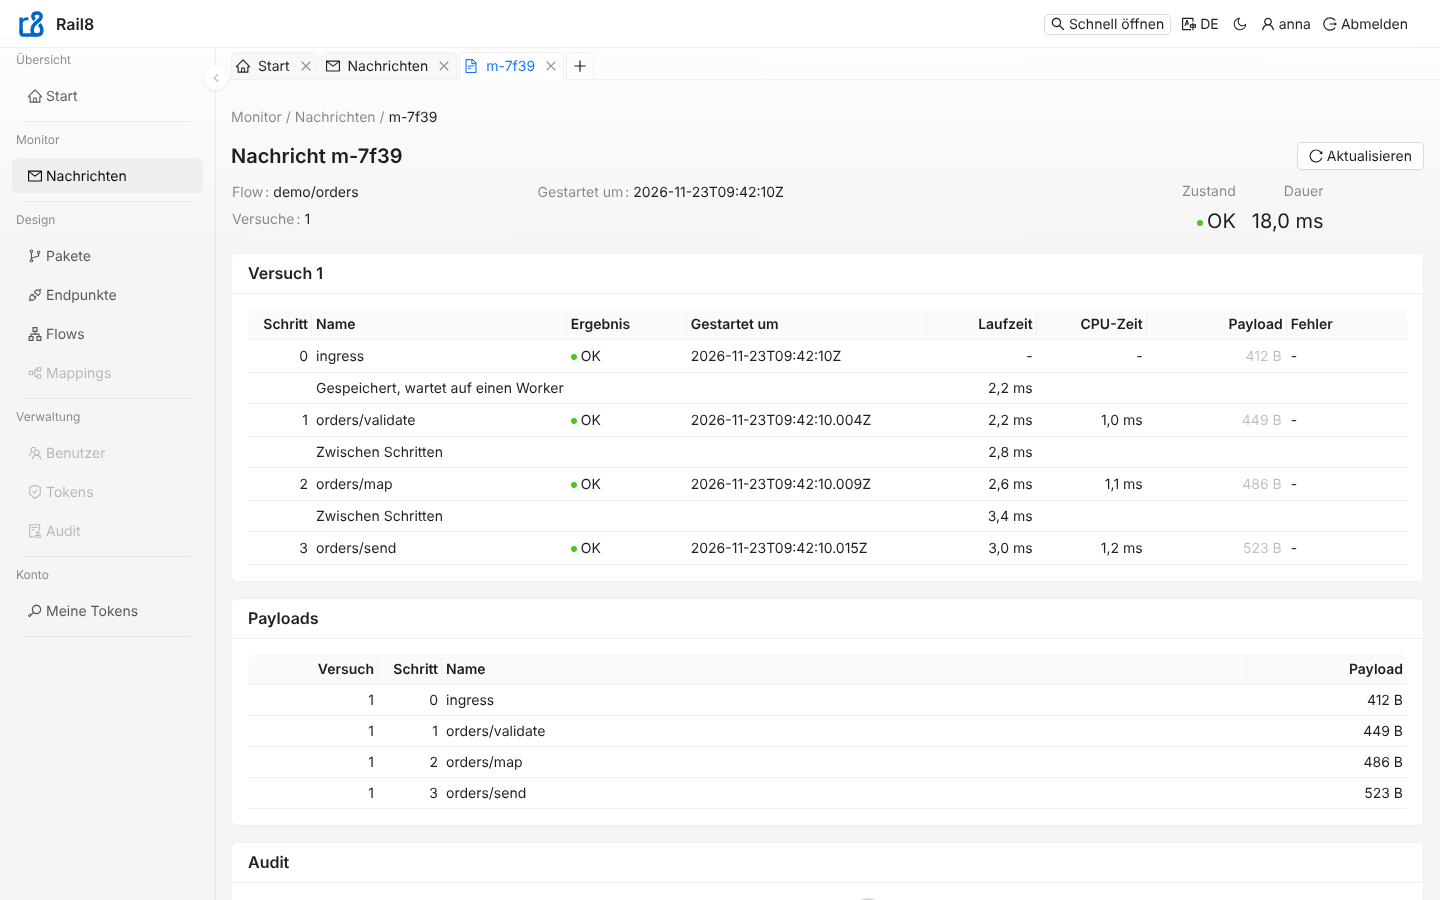 Rail8
Schnell öffnen
DE
anna
Abmelden
Übersicht
Start
Monitor
Nachrichten
Design
Pakete
Endpunkte
Flows
Mappings
Verwaltung
Benutzer
Tokens
Audit
Konto
Meine Tokens
Start
Nachrichten
m-7f39
Monitor / Nachrichten / m-7f39
Nachricht m-7f39
Aktualisieren
Flow : demo/orders
Gestartet um : 2026-11-23T09:42:10Z
Versuche : 1
Zustand Dauer
OK 18,0 ms
Versuch 1
Schritt Name Ergebnis Gestartet um Laufzeit CPU-Zeit Payload Fehler
0 ingress OK 2026-11-23T09:42:10Z - - 412 B -
Gespeichert, wartet auf einen Worker 2,2 ms
1 orders/validate OK 2026-11-23T09:42:10.004Z 2,2 ms 1,0 ms 449 B -
Zwischen Schritten 2,8 ms
2 orders/map OK 2026-11-23T09:42:10.009Z 2,6 ms 1,1 ms 486 B -
Zwischen Schritten 3,4 ms
3 orders/send OK 2026-11-23T09:42:10.015Z 3,0 ms 1,2 ms 523 B -
Payloads
Versuch Schritt Name Payload
1 0 ingress 412 B
1 1 orders/validate 449 B
1 2 orders/map 486 B
1 3 orders/send 523 B
Audit